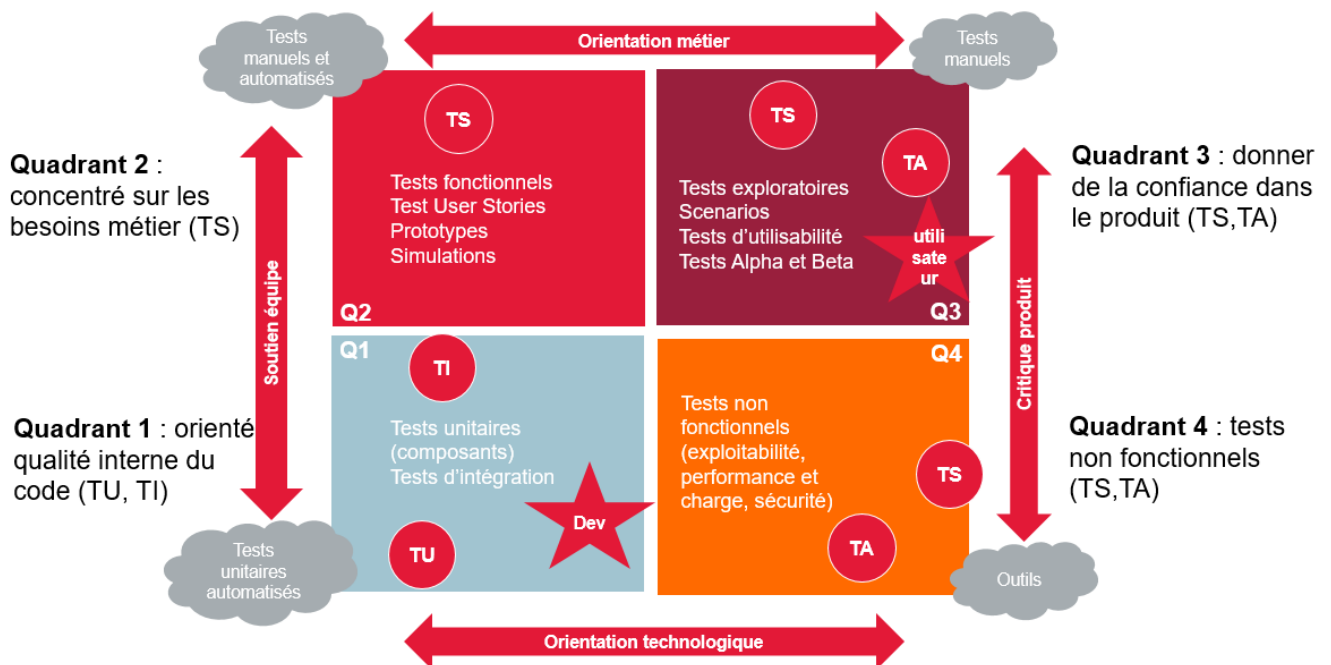 Tests
manuels et
automatisés
Orientation métier
Tests
manuels
Quadrant 2 :
concentré sur les
besoins métier (TS)
Soutien équipe
TS
Tests fonctionnels
Test User Stories
Prototypes
Simulations
Q2
TS
TA
Tests exploratoires
Scenarios
Tests d'utilisabilité
Tests Alpha et Beta
utili
sate
ur
Q3
Critique produit
Quadrant 3 : donner
de la confiance dans
le produit (TS,TA)
Quadrant 1 : orienté
qualité interne du
code (TU, TI)
Q1
TI
Tests unitaires
(composants)
Tests d'intégration
Dev
TU
Q4
Tests non
fonctionnels
(exploitabilité,
performance et
charge, sécurité)
TS
TA
Quadrant 4 : tests
non fonctionnels
(TS,TA)
Tests
unitaires
automatisés
Outils
Orientation technologique